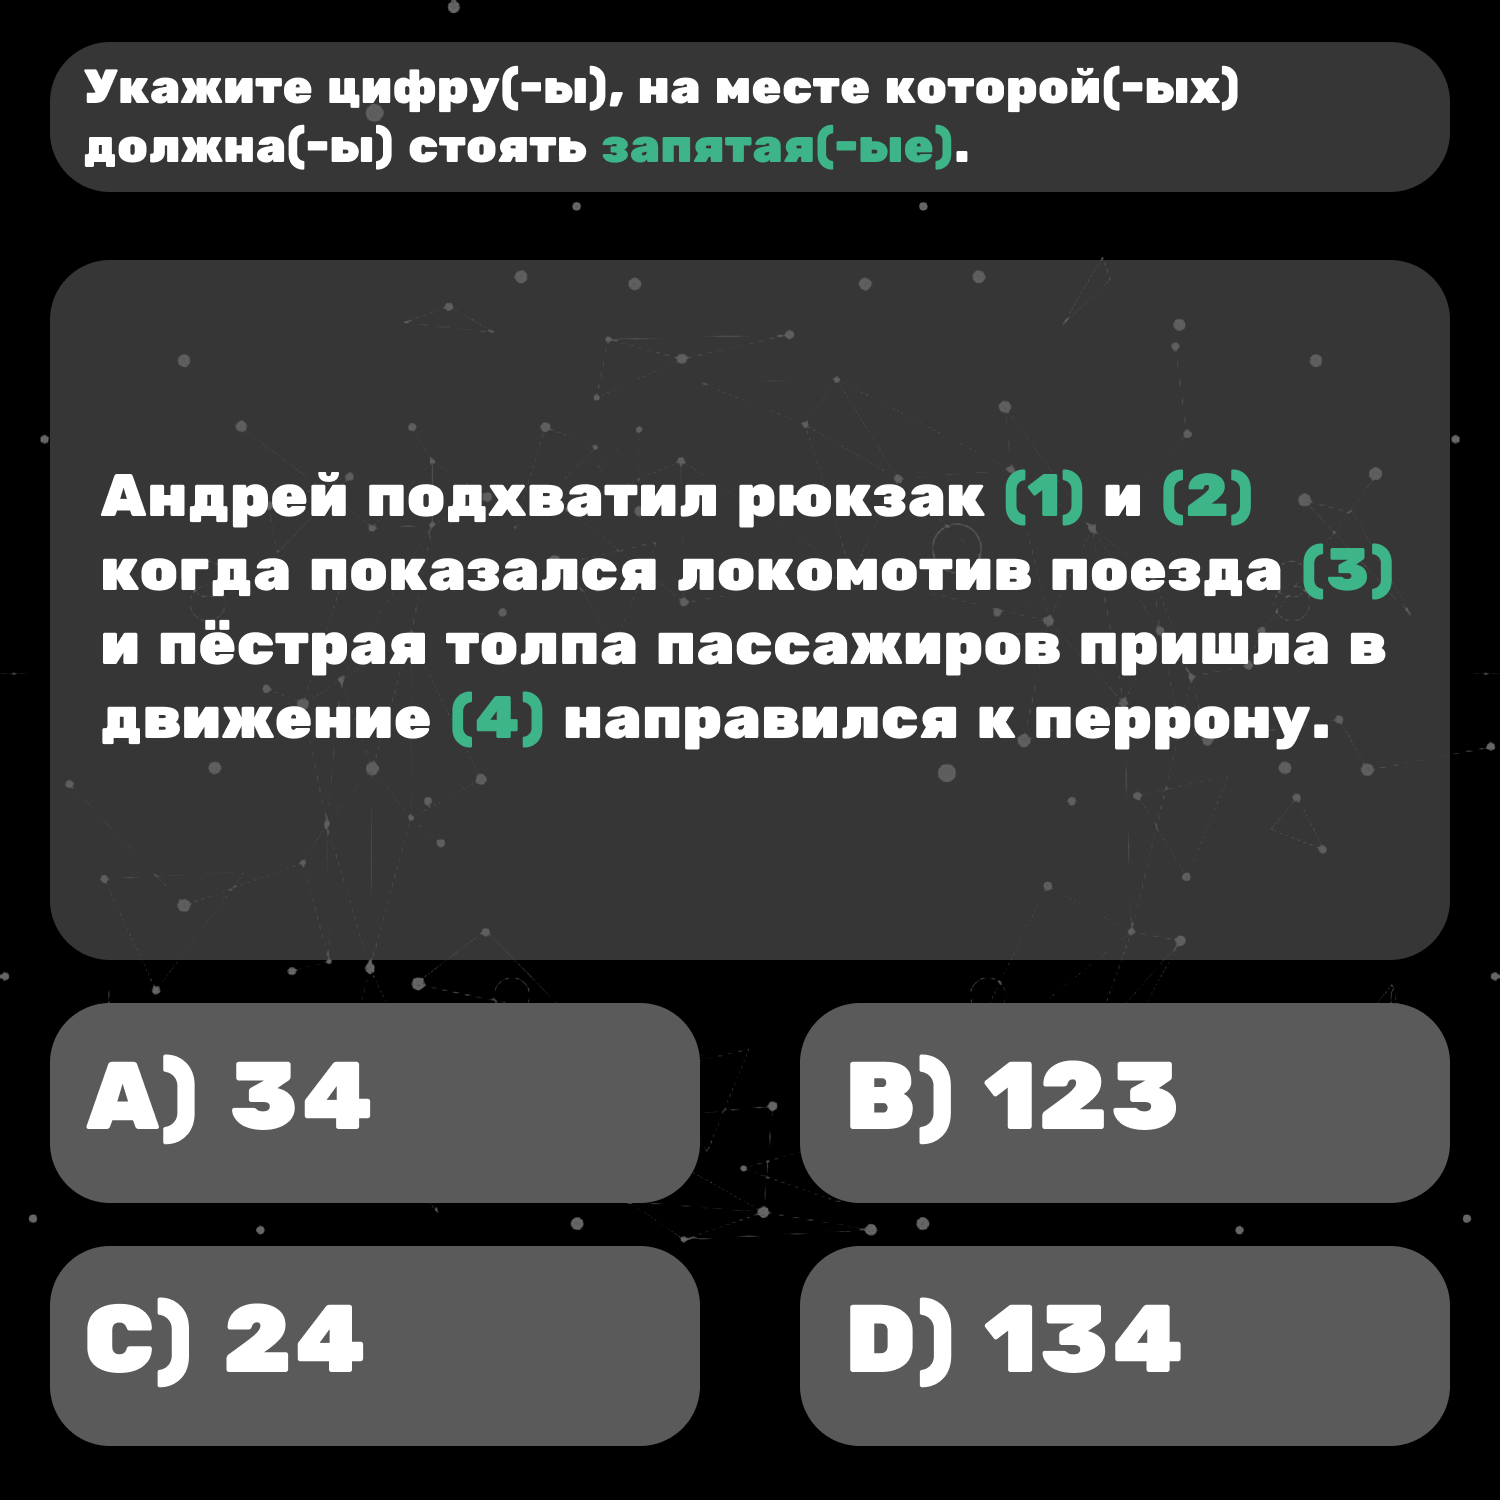 Укажите цифру(-ы), на месте которой(-ых)
должна(-ы) стоять запятая(-ые).
Андрей подхватил рюкзак (1) и (2)
когда показался локомотив поезда (3)
и пёстрая толпа пассажиров пришла в
движение (4) направился к перрону.
A) 34
B) 123
C) 24
D) 134